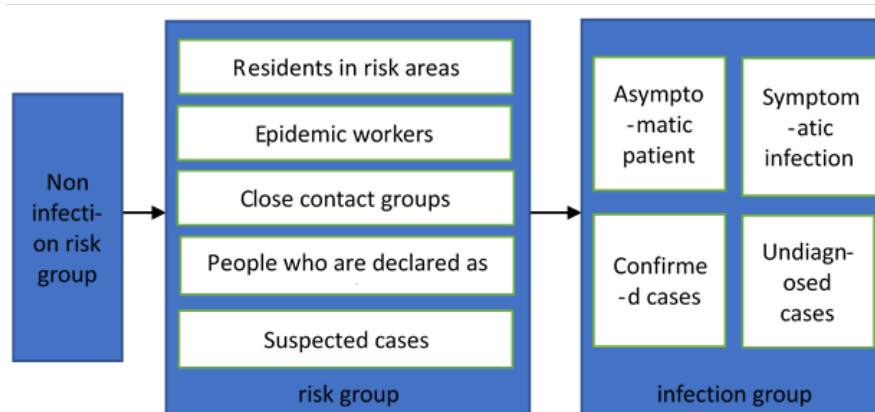 Non
infecti-
on risk
group
Residents in risk areas
Epidemic workers
Close contact groups
People who are declared as
Suspected cases
risk group
Asympto
-matic
patient
Symptom
-atic
infection
Confirme
-d cases
Undiagn-
osed
cases
infection group